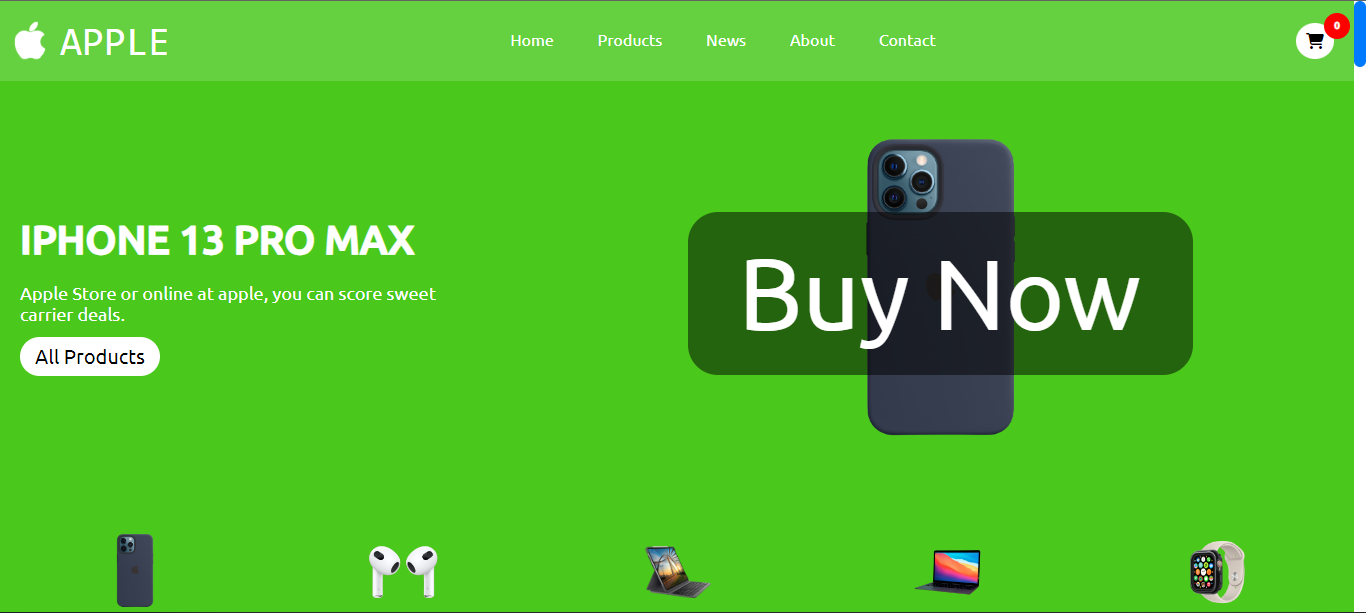 APPLE
Home Products News About Contact
0
IPHONE 13 PRO MAX
Apple Store or online at apple, you can score sweet
carrier deals.
All Products
Buy Now